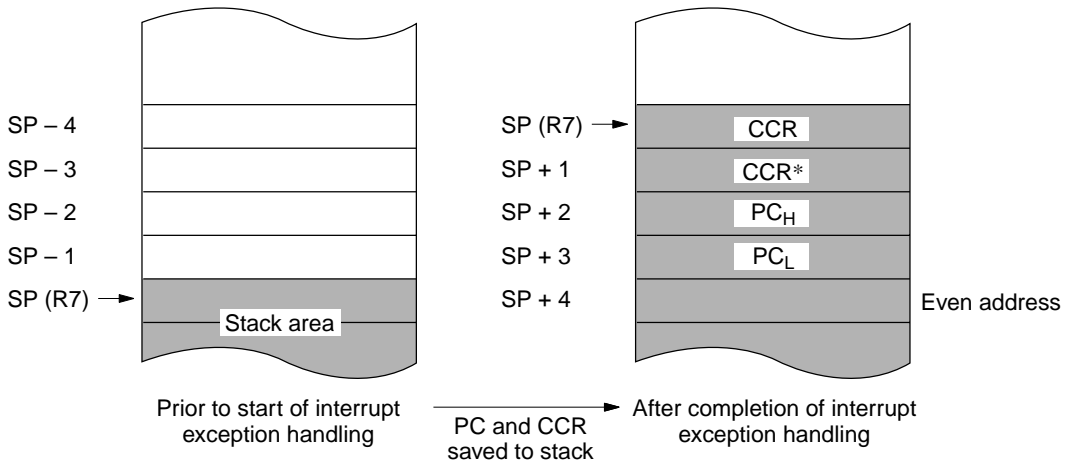 SP – 4
SP – 3
SP – 2
SP – 1
SP (R7)
Stack area
Prior to start of interrupt
exception handling
PC and CCR
saved to stack
SP (R7)
SP + 1
SP + 2
SP + 3
SP + 4
CCR
CCR*
PCH
PCL
Even address
After completion of interrupt
exception handling